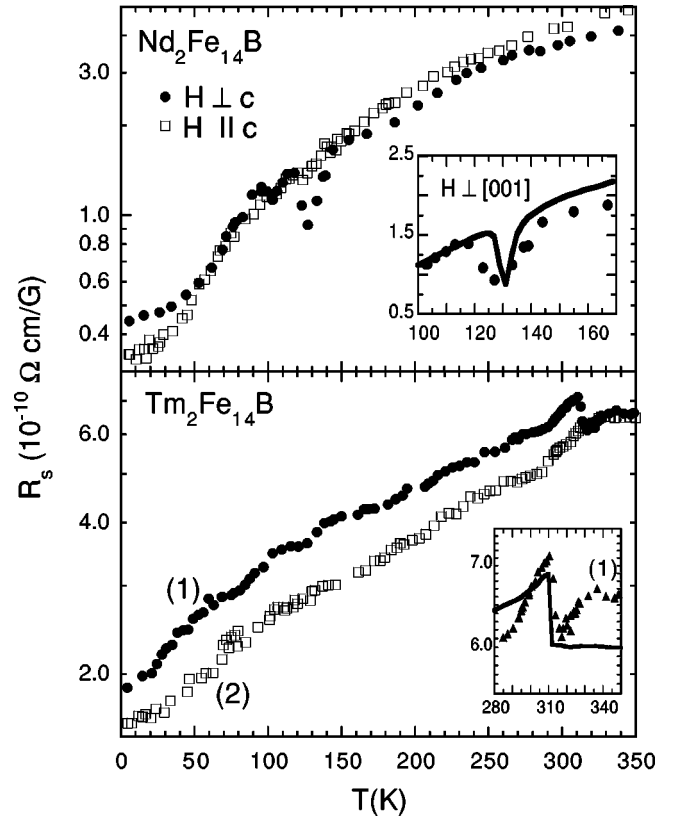 Nd2Fe14B
● H ⊥ c
□ H || c
3.0
1.0
0.8
0.6
0.4
H ⊥ [001]
2.5
1.5
0.5
100 120 140 160
Rs (10-10 Ω cm/G)
Tm2Fe14B
6.0
4.0
2.0
(1)
(2)
(1)
7.0
6.0
280 310 340
0 50 100 150 200 250 300 350
T(K)